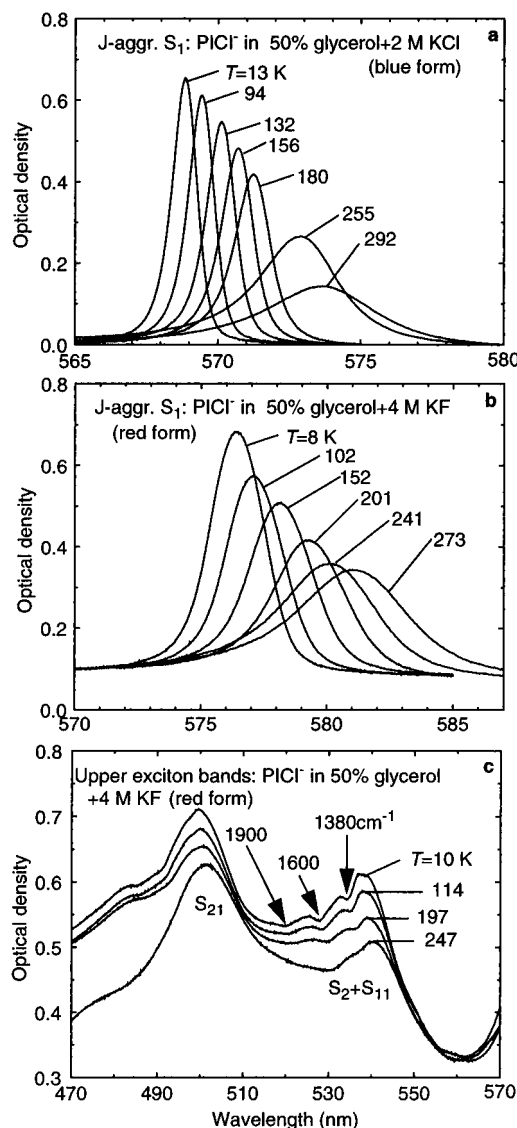 a
J-aggr. S1: PICl- in 50% glycerol+2 M KCl
(blue form)
T=13 K
94
132
156
180
255
292
Optical density
0.8
0.6
0.4
0.2
0.0
565
570
575
580
b
J-aggr. S1: PICl- in 50% glycerol+4 M KF
(red form)
T=8 K
102
152
201
241
273
Optical density
0.8
0.6
0.4
0.2
0.0
570
575
580
585
c
Upper exciton bands: PICl- in 50% glycerol
+4 M KF (red form)
1380cm-1
1900
1600
T=10 K
114
197
247
S21
S2+S11
Optical density
0.8
0.7
0.6
0.5
0.4
0.3
470
490
510
530
550
570
Wavelength (nm)